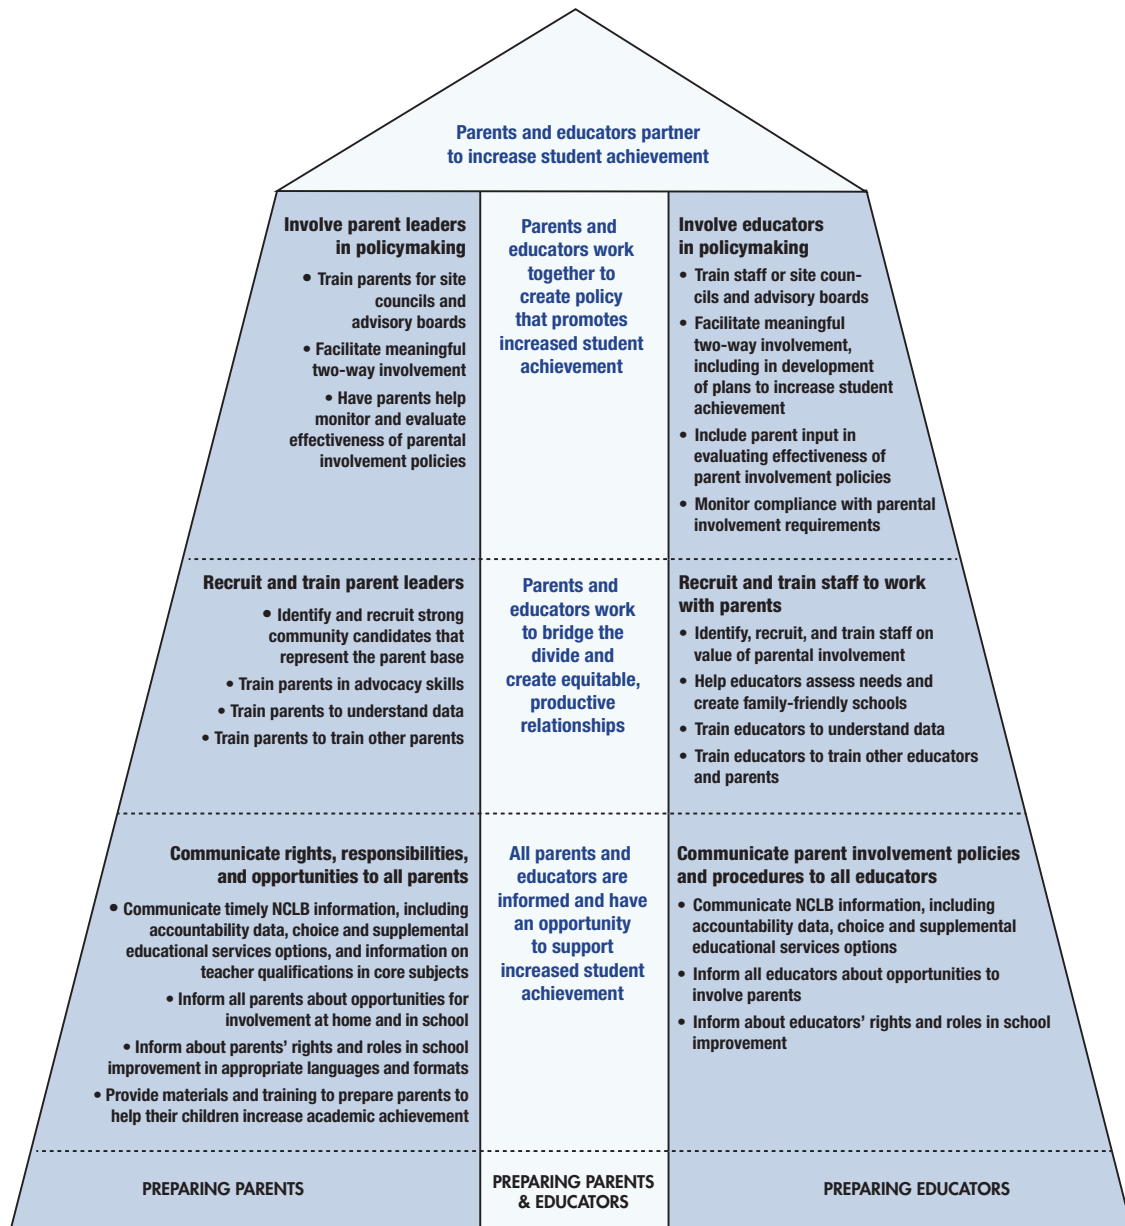 Parents and educators partner
to increase student achievement
Involve parent leaders
in policymaking
• Train parents for site
councils and
advisory boards
• Facilitate meaningful
two-way involvement
• Have parents help
monitor and evaluate
effectiveness of parental
involvement policies
Parents and
educators work
together to
create policy
that promotes
increased student
achievement
Involve educators
in policymaking
• Train staff or site coun-
cils and advisory boards
• Facilitate meaningful
two-way involvement,
including in development
of plans to increase student
achievement
• Include parent input in
evaluating effectiveness of
parent involvement policies
• Monitor compliance with parental
involvement requirements
Recruit and train parent leaders
• Identify and recruit strong
community candidates that
represent the parent base
• Train parents in advocacy skills
• Train parents to understand data
• Train parents to train other parents
Parents and
educators work
to bridge the
divide and
create equitable,
productive
relationships
Recruit and train staff to work
with parents
• Identify, recruit, and train staff on
value of parental involvement
• Help educators assess needs and
create family-friendly schools
• Train educators to understand data
• Train educators to train other educators
and parents
Communicate rights, responsibilities,
and opportunities to all parents
• Communicate timely NCLB information, including
accountability data, choice and supplemental
educational services options, and information on
teacher qualifications in core subjects
• Inform all parents about opportunities for
involvement at home and in school
• Inform about parents’ rights and roles in school
improvement in appropriate languages and formats
• Provide materials and training to prepare parents to
help their children increase academic achievement
All parents and
educators are
informed and have
an opportunity
to support
increased student
achievement
Communicate parent involvement policies
and procedures to all educators
• Communicate NCLB information, including
accountability data, choice and supplemental
educational services options
• Inform all educators about opportunities to
involve parents
• Inform about educators’ rights and roles in school
improvement
PREPARING PARENTS
PREPARING PARENTS
& EDUCATORS
PREPARING EDUCATORS